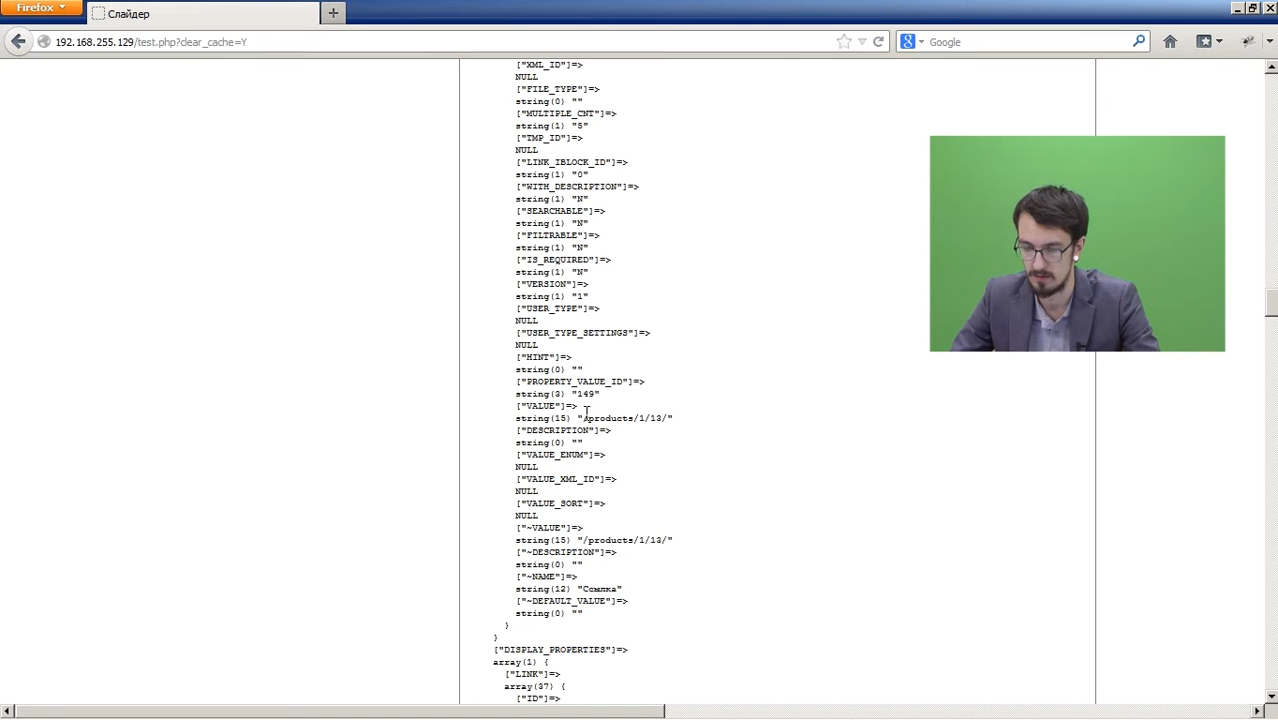 Firefox
Слайдер
192.168.255.129/test.php?clear_cache=Y
Google
["XML_ID"]=>
NULL
["FILE_TYPE"]=>
string(0) ""
["MULTIPLE_CNT"]=>
string(1) "5"
["TMP_ID"]=>
NULL
["LINK_IBLOCK_ID"]=>
string(1) "0"
["WITH_DESCRIPTION"]=>
string(1) "N"
["SEARCHABLE"]=>
string(1) "N"
["FILTRABLE"]=>
string(1) "N"
["IS_REQUIRED"]=>
string(1) "N"
["VERSION"]=>
string(1) "1"
["USER_TYPE"]=>
NULL
["USER_TYPE_SETTINGS"]=>
NULL
["HINT"]=>
string(0) ""
["PROPERTY_VALUE_ID"]=>
string(3) "149"
["VALUE"]=>
string(15) "/products/1/13/"
["DESCRIPTION"]=>
string(0) ""
["VALUE_ENUM"]=>
NULL
["VALUE_XML_ID"]=>
NULL
["VALUE_SORT"]=>
NULL
["~VALUE"]=>
string(15) "/products/1/13/"
["~DESCRIPTION"]=>
string(0) ""
["~NAME"]=>
string(12) "Ссылка"
["~DEFAULT_VALUE"]=>
string(0) ""
}
}
["DISPLAY_PROPERTIES"]=>
array(1) {
["LINK"]=>
array(37) {
["ID"]=>